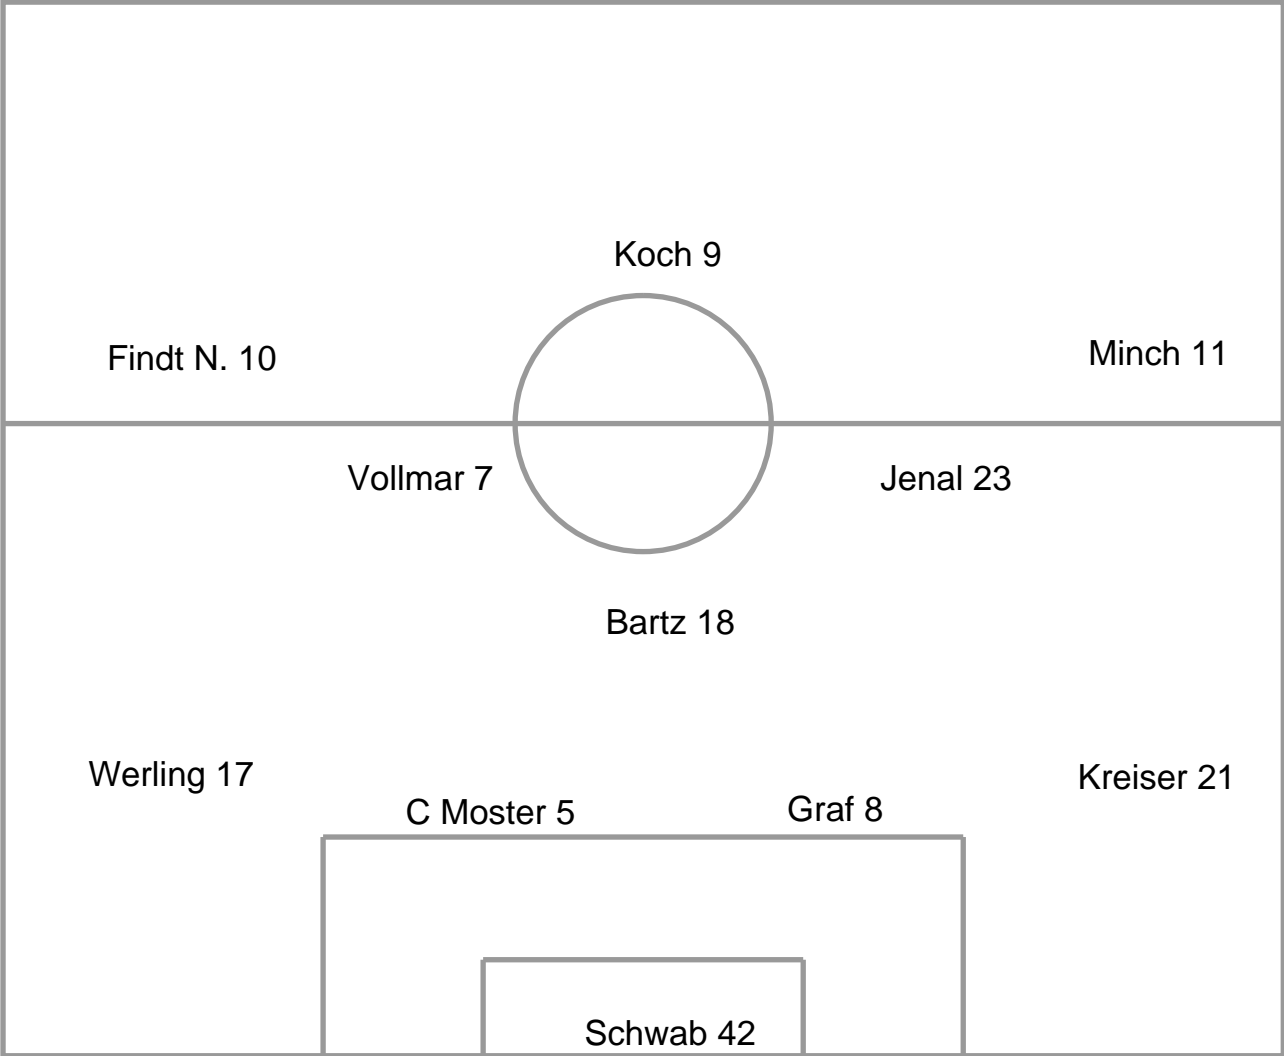 Koch 9
Findt N. 10
Minch 11
Vollmar 7
Jenal 23
Bartz 18
Werling 17
Kreiser 21
C Moster 5
Graf 8
Schwab 42